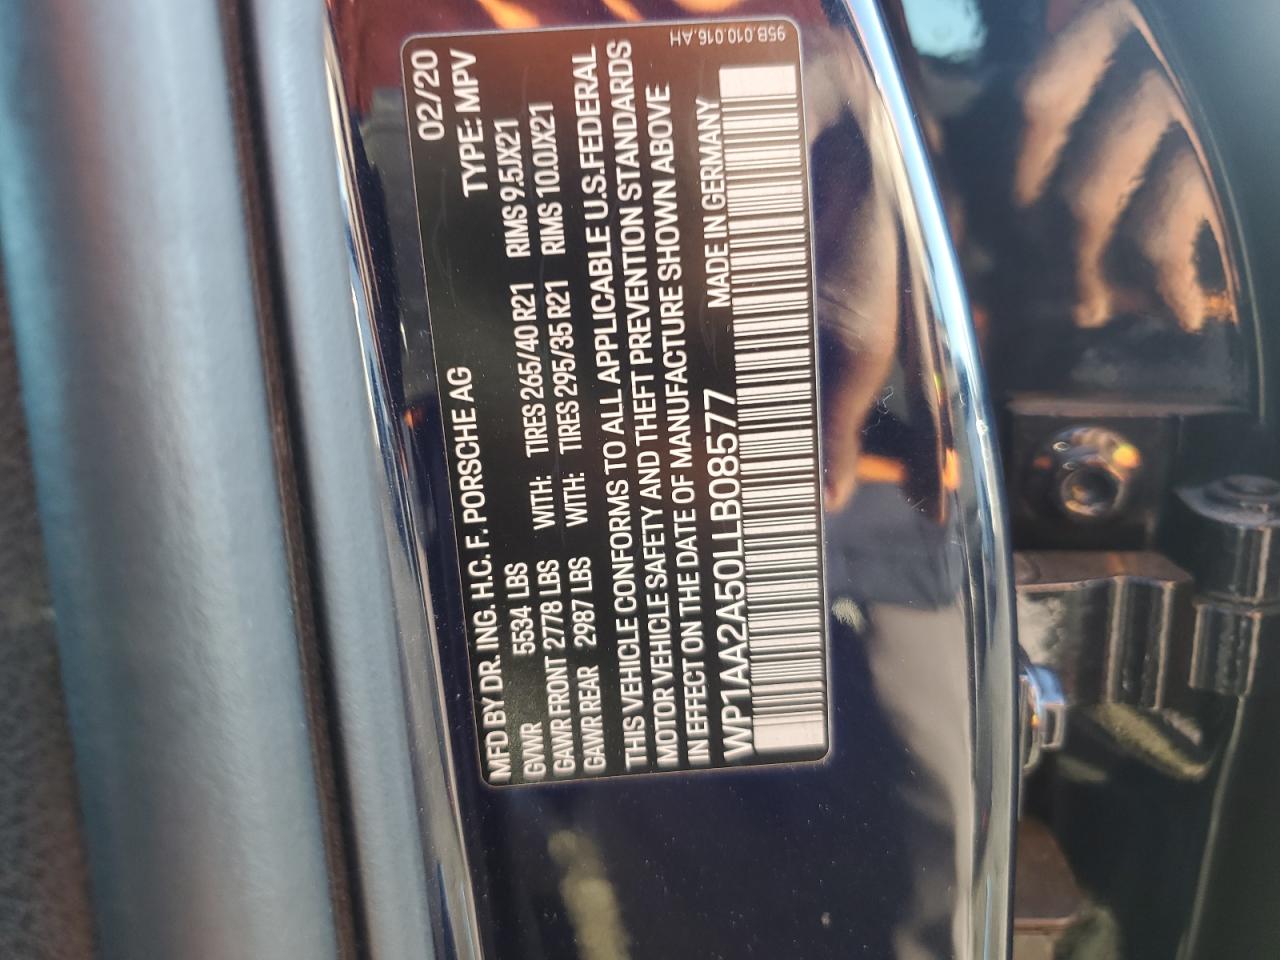 MFD BY DR. ING. H.C. F. PORSCHE AG 02/20
TYPE: MPV
GVWR 5534 LBS
GAWR FRONT 2778 LBS WITH: TIRES 265/40 R21 RIMS 9.5JX21
GAWR REAR 2987 LBS WITH: TIRES 295/35 R21 RIMS 10.0JX21
THIS VEHICLE CONFORMS TO ALL APPLICABLE U.S.FEDERAL
MOTOR VEHICLE SAFETY AND THEFT PREVENTION STANDARDS
IN EFFECT ON THE DATE OF MANUFACTURE SHOWN ABOVE
WP1AA2A50LLB08577 MADE IN GERMANY
95B.010.016.AH